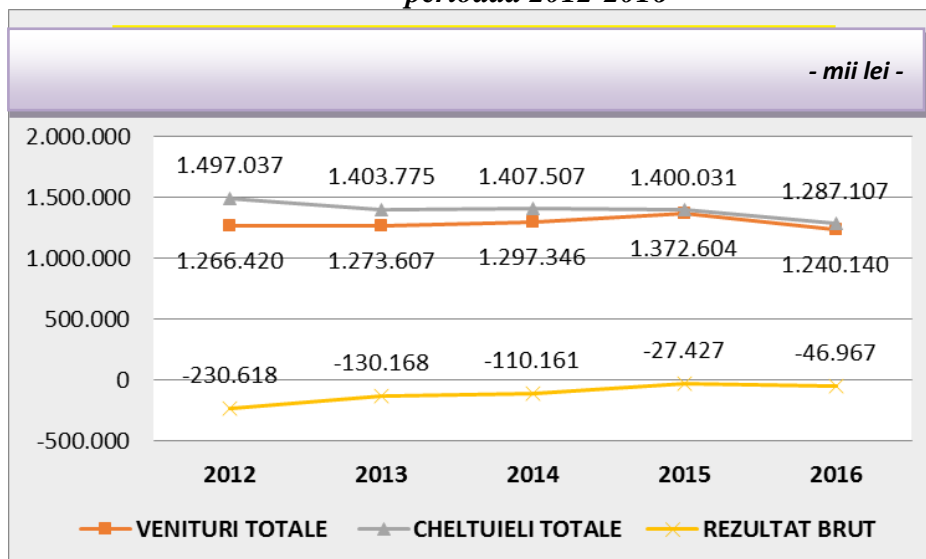 perioada 2012-2016
- mii lei -
2.000.000
1.497.037 1.403.775 1.407.507 1.400.031 1.287.107
1.500.000
1.266.420 1.273.607 1.297.346 1.372.604 1.240.140
1.000.000
500.000
-230.618 -130.168 -110.161 -27.427 -46.967
0
-500.000
2012 2013 2014 2015 2016
VENITURI TOTALE CHELTUIELI TOTALE REZULTAT BRUT